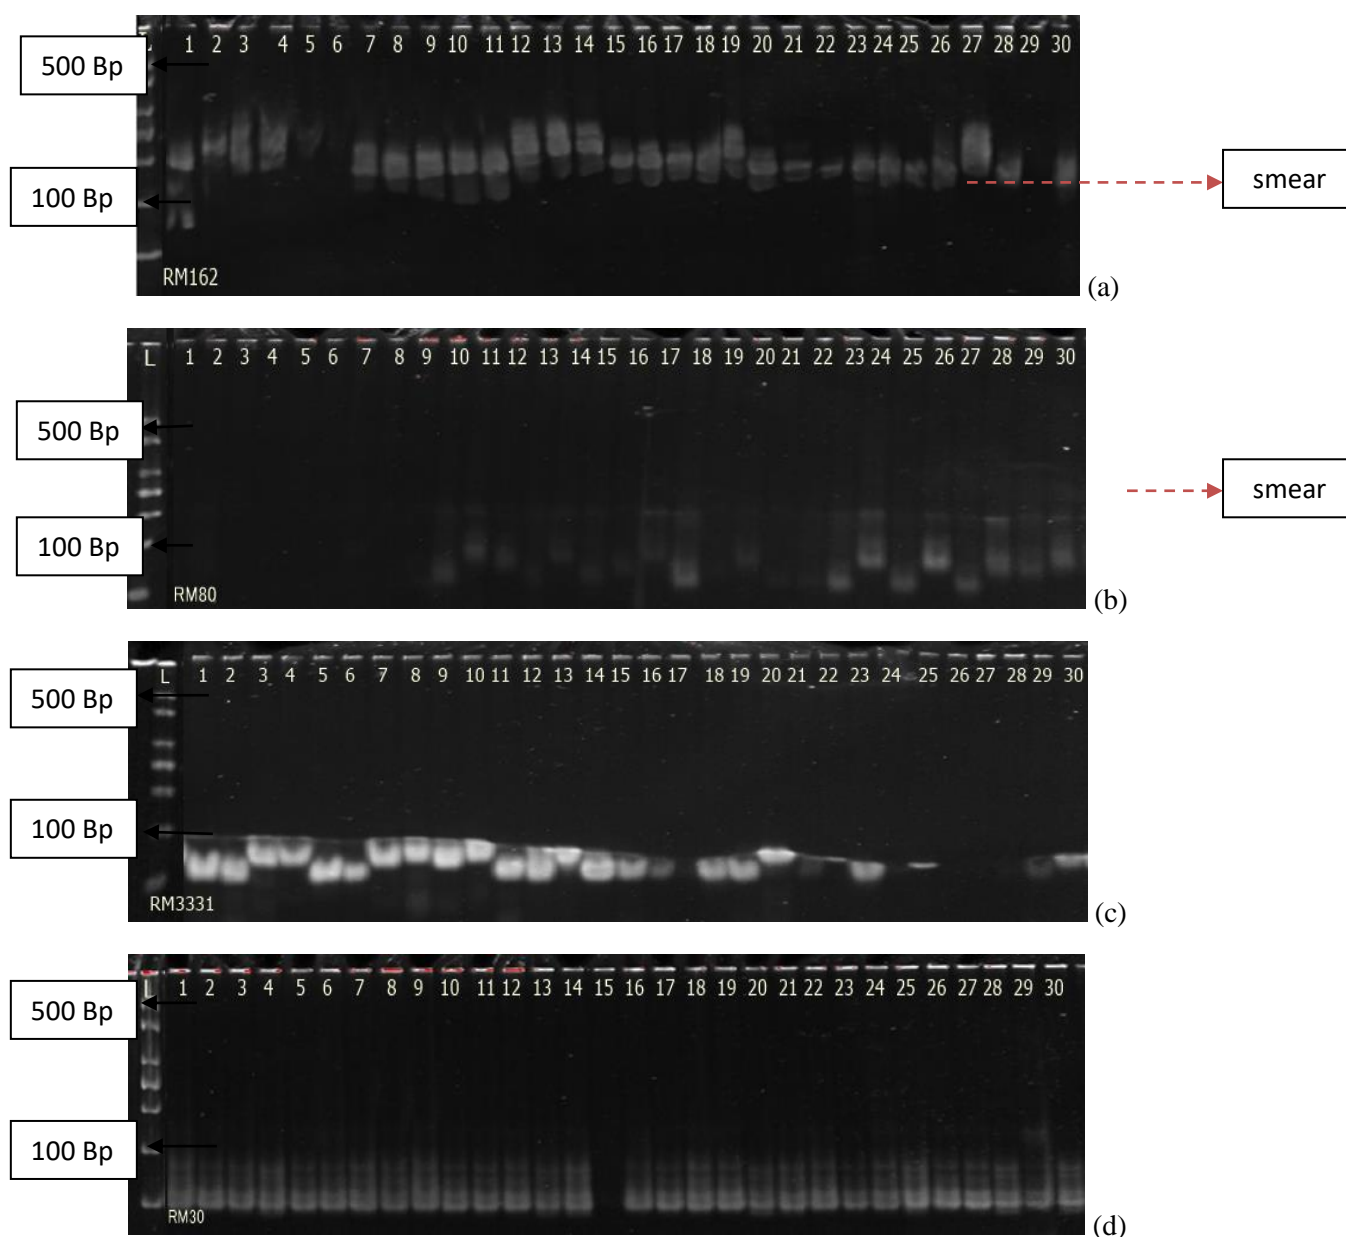 1 2 3 4 5 6 7 8 9 10 11 12 13 14 15 16 17 18 19 20 21 22 23 24 25 26 27 28 29 30
500 Bp
100 Bp
smear
RM162
(a)
L 1 2 3 4 5 6 7 8 9 10 11 12 13 14 15 16 17 18 19 20 21 22 23 24 25 26 27 28 29 30
500 Bp
smear
100 Bp
RM80
(b)
L 1 2 3 4 5 6 7 8 9 10 11 12 13 14 15 16 17 18 19 20 21 22 23 24 25 26 27 28 29 30
500 Bp
100 Bp
RM3331
(c)
L 1 2 3 4 5 6 7 8 9 10 11 12 13 14 15 16 17 18 19 20 21 22 23 24 25 26 27 28 29 30
500 Bp
100 Bp
RM30
(d)